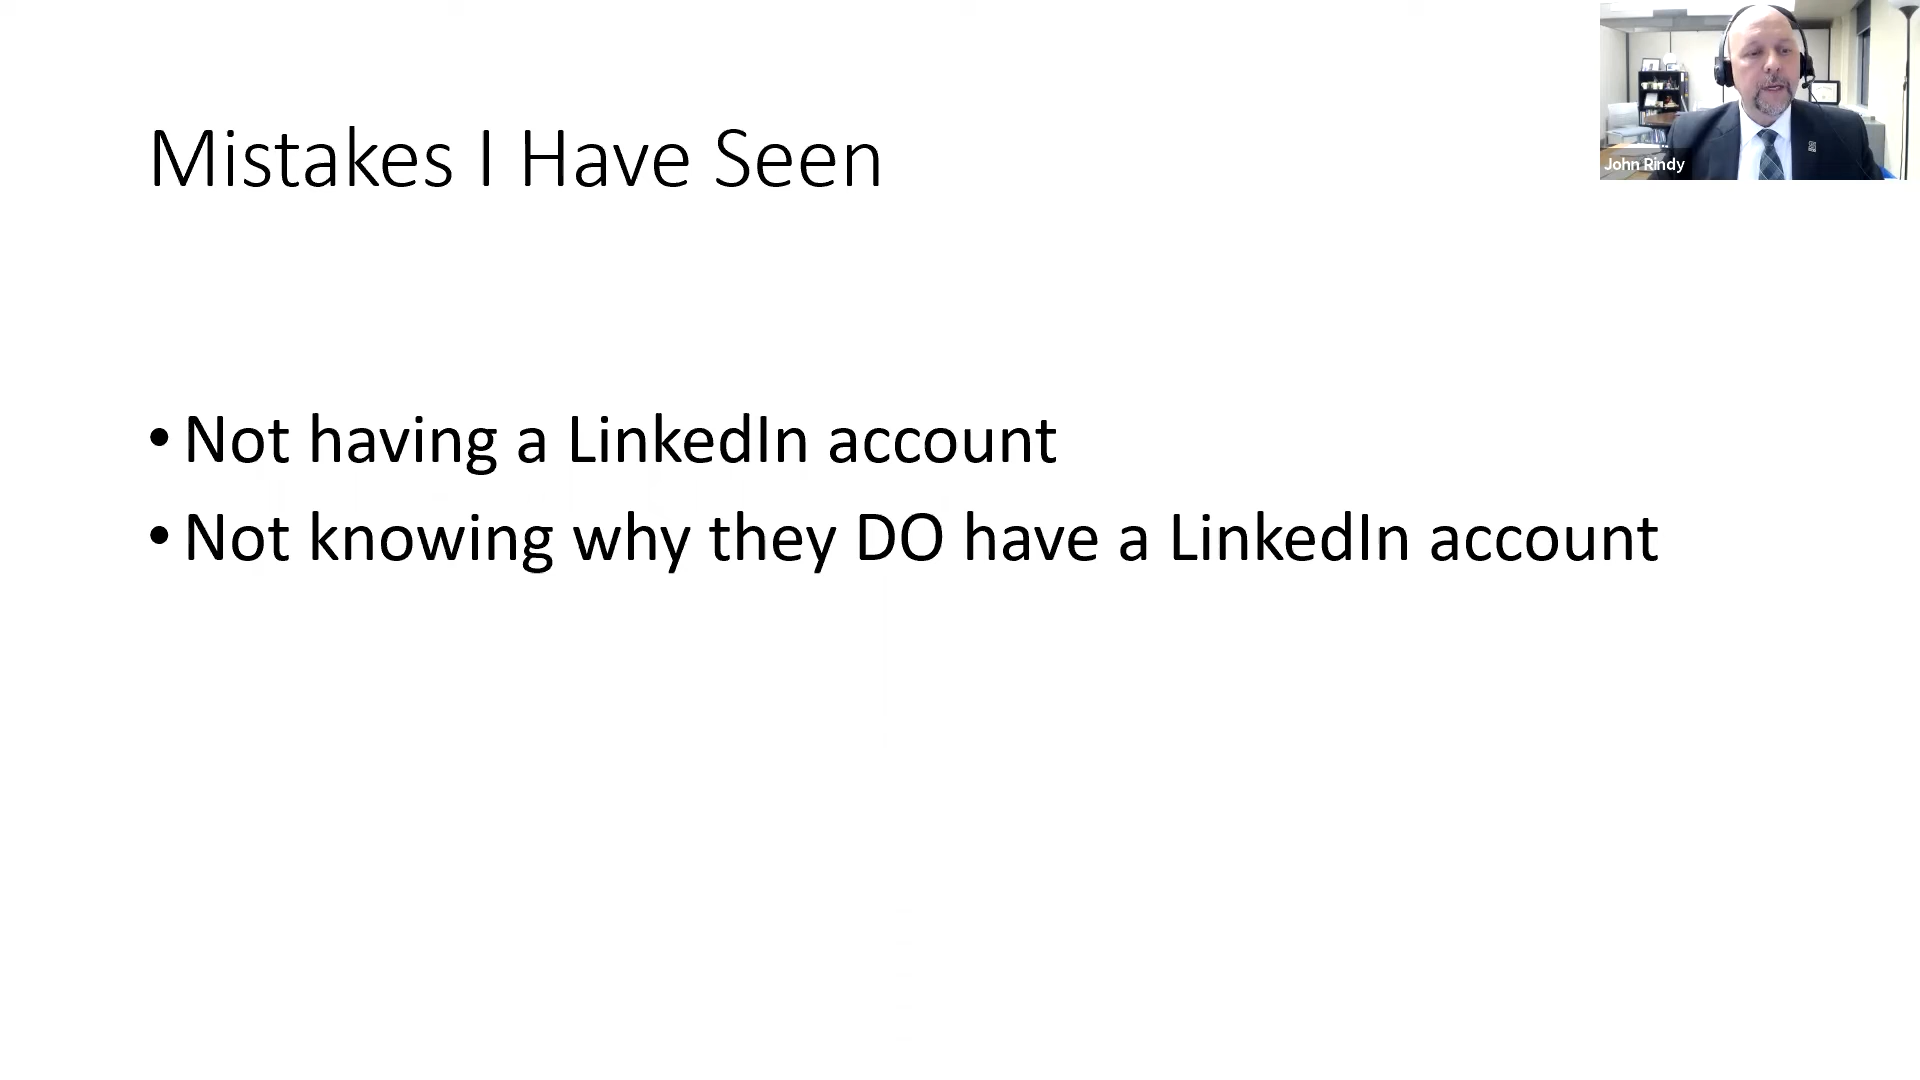 Mistakes I Have Seen
John Rindy
• Not having a LinkedIn account
• Not knowing why they DO have a LinkedIn account